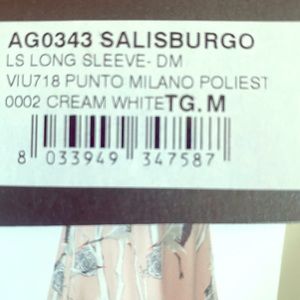 AG0343 SALISBURGO
LS LONG SLEEVE- DM
VIU718 PUNTO MILANO POLIEST
0002 CREAM WHITE TG. M
8 033949 347587